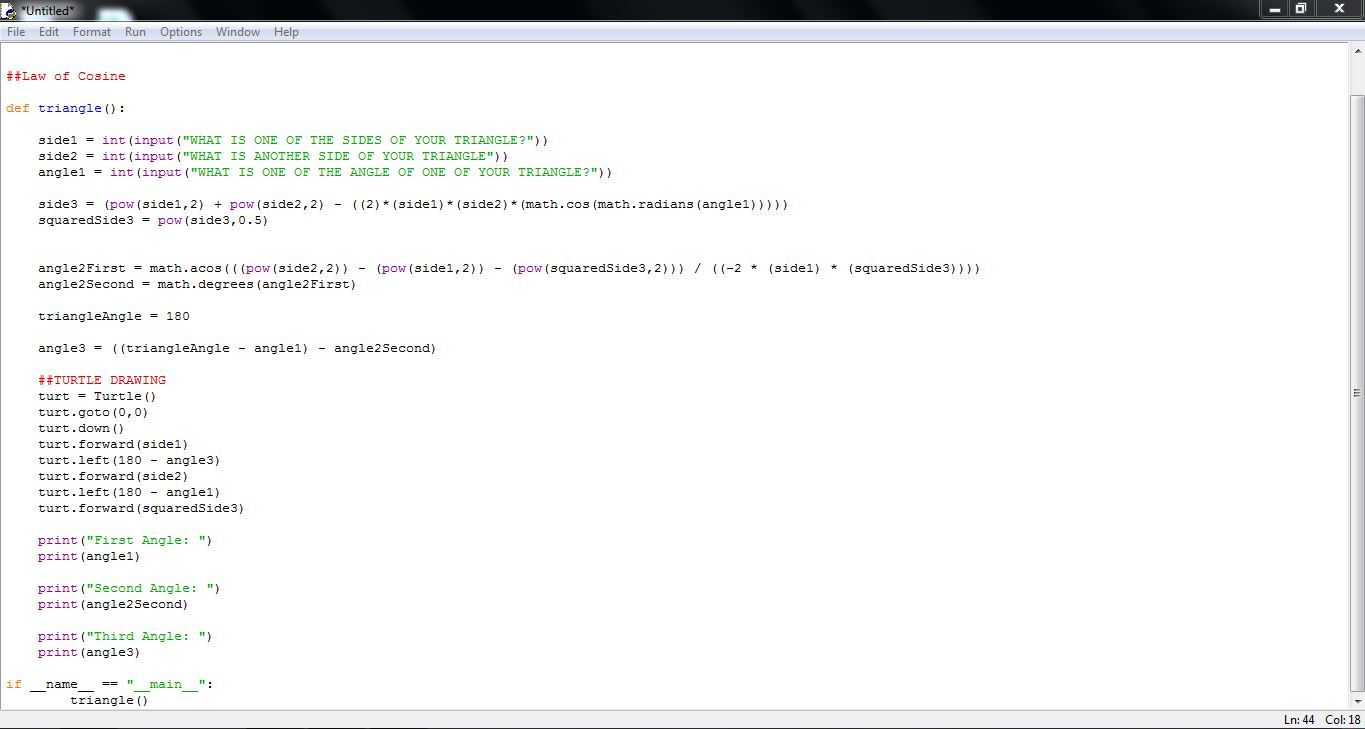 *Untitled*
File Edit Format Run Options Window Help
##Law of Cosine
def triangle():
    side1 = int(input("WHAT IS ONE OF THE SIDES OF YOUR TRIANGLE?"))
    side2 = int(input("WHAT IS ANOTHER SIDE OF YOUR TRIANGLE"))
    angle1 = int(input("WHAT IS ONE OF THE ANGLE OF ONE OF YOUR TRIANGLE?"))
    side3 = (pow(side1,2) + pow(side2,2) - ((2)*(side1)*(side2)*(math.cos(math.radians(angle1)))))
    squaredSide3 = pow(side3,0.5)
    angle2First = math.acos(((pow(side2,2)) - (pow(side1,2)) - (pow(squaredSide3,2))) / ((-2 * (side1) * (squaredSide3))))
    angle2Second = math.degrees(angle2First)
    triangleAngle = 180
    angle3 = ((triangleAngle - angle1) - angle2Second)
    ##TURTLE DRAWING
    turt = Turtle()
    turt.goto(0,0)
    turt.down()
    turt.forward(side1)
    turt.left(180 - angle3)
    turt.forward(side2)
    turt.left(180 - angle1)
    turt.forward(squaredSide3)
    print("First Angle: ")
    print(angle1)
    print("Second Angle: ")
    print(angle2Second)
    print("Third Angle: ")
    print(angle3)
if __name__ == "__main__":
        triangle()
Ln: 44 Col: 18